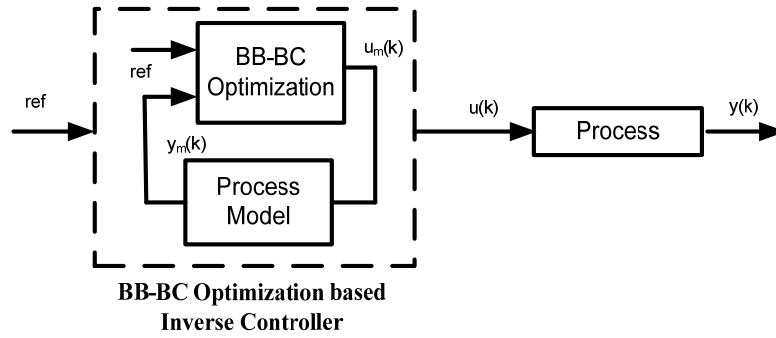 ref
ref
BB-BC
Optimization
u_m(k)
y_m(k)
Process
Model
u(k)
Process
y(k)
BB-BC Optimization based
Inverse Controller